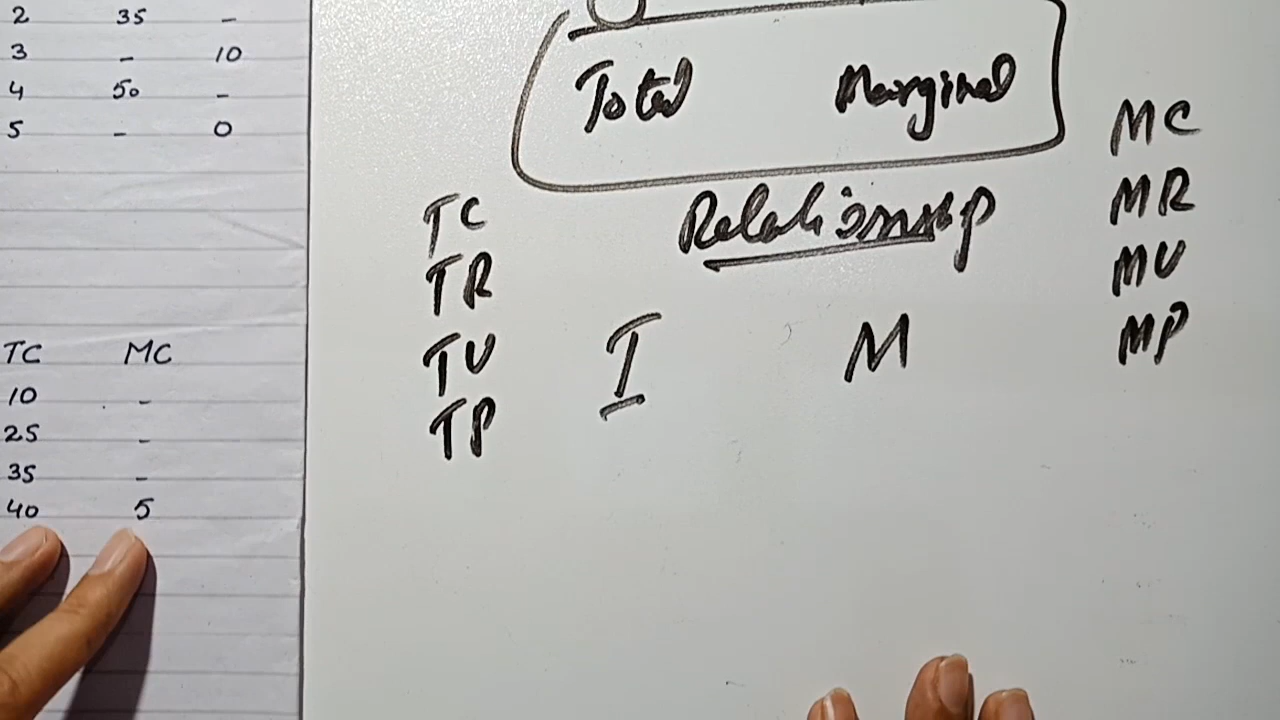 2 35 -
3 - 10
4 50 -
5 - 0
TC MC
10 -
25 -
35 -
40 5
Total Marginal
Relationship
TC
TR
TU
TP
T M
MC
MR
MU
MP